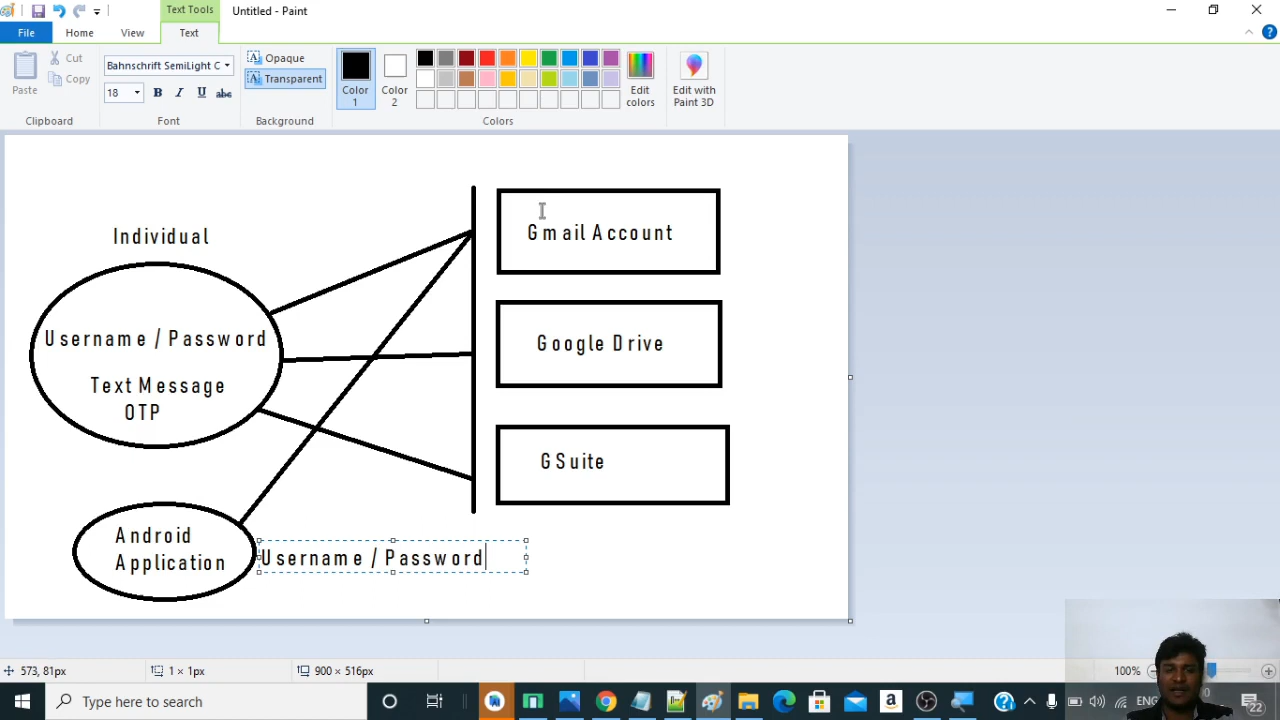 Text Tools
Untitled - Paint
File
Home
View
Text
Paste
Cut
Copy
Clipboard
Bahnschrift SemiLight C
18
B I U abc
Font
Opaque
Transparent
Background
Color 1
Color 2
Edit colors
Colors
Edit with Paint 3D
Individual
Username / Password
Text Message
OTP
Android
Application
Username / Password
Gmail Account
Google Drive
GSuite
573, 81px
1 × 1px
900 × 516px
100%
Type here to search
ENG
22